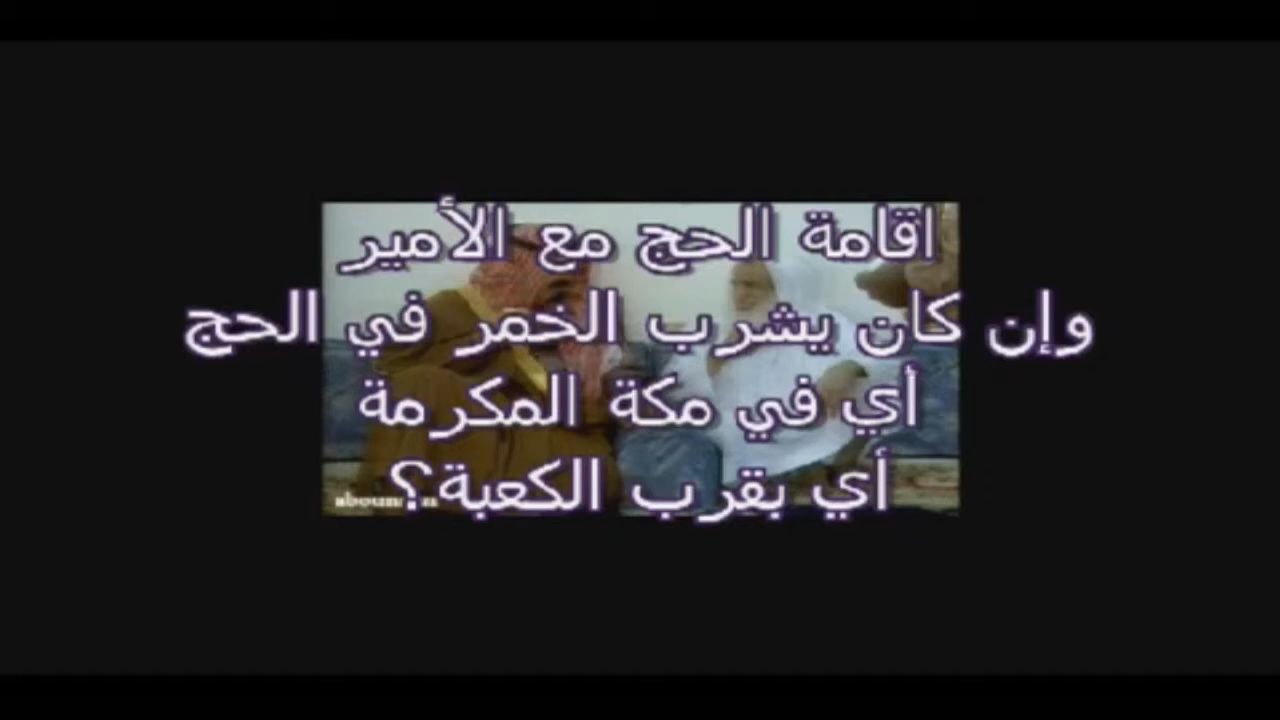 اقامة الحج مع الأمير
وإن كان يشرب الخمر في الحج
أي في مكة المكرمة
أي بقرب الكعبة؟